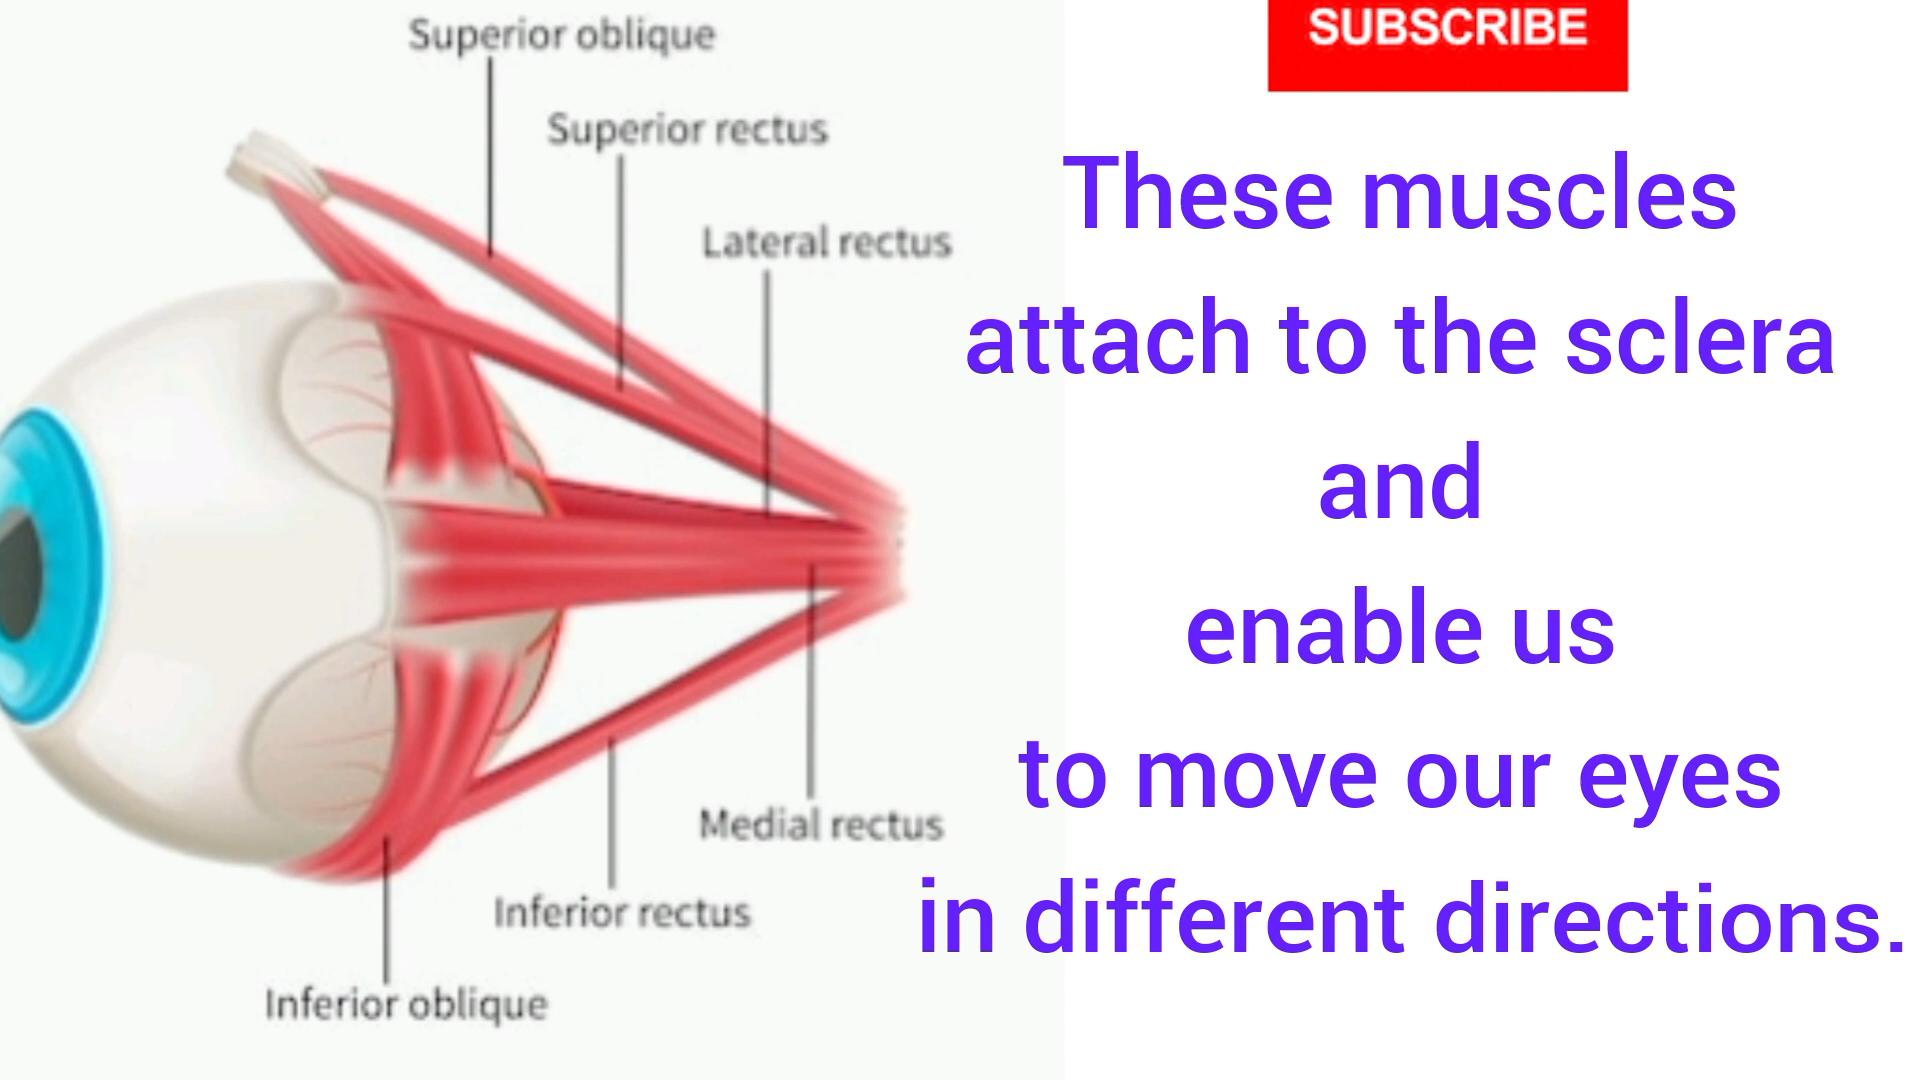 Superior oblique
Superior rectus
Lateral rectus
Medial rectus
Inferior rectus
Inferior oblique
SUBSCRIBE
These muscles
attach to the sclera
and
enable us
to move our eyes
in different directions.